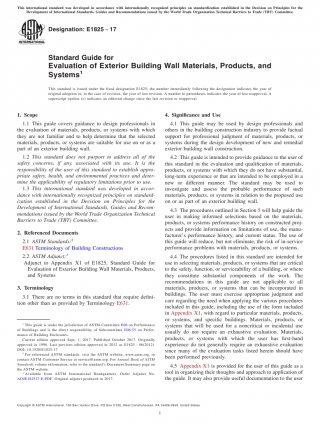 This international standard was developed in accordance with internationally recognized principles on standardization established in the Decision on Principles for the
Development of International Standards, Guides and Recommendations issued by the World Trade Organization Technical Barriers to Trade (TBT) Committee.
Designation: E1825 − 17
Standard Guide for
Evaluation of Exterior Building Wall Materials, Products, and
Systems1
This standard is issued under the fixed designation E1825; the number immediately following the designation indicates the year of
original adoption or, in the case of revision, the year of last revision. A number in parentheses indicates the year of last reapproval. A
superscript epsilon (ε) indicates an editorial change since the last revision or reapproval.
1. Scope
1.1 This guide covers guidance to design professionals in
the evaluation of materials, products, or systems with which
they are not familiar and to help determine that the selected
materials, products, or systems are suitable for use on or as a
part of an exterior building wall.
1.2 This standard does not purport to address all of the
safety concerns, if any, associated with its use. It is the
responsibility of the user of this standard to establish appro-
priate safety, health, and environmental practices and deter-
mine the applicability of regulatory limitations prior to use.
1.3 This international standard was developed in accor-
dance with internationally recognized principles on standard-
ization established in the Decision on Principles for the
Development of International Standards, Guides and Recom-
mendations issued by the World Trade Organization Technical
Barriers to Trade (TBT) Committee.
2. Referenced Documents
2.1 ASTM Standards:2
E631 Terminology of Building Constructions
2.2 ASTM Adjunct:3
Adjunct to Appendix X1 of E1825, Standard Guide for
Evaluation of Exterior Building Wall Materials, Products,
and Systems
3. Terminology
3.1 There are no terms in this standard that require defini-
tion other than as provided by Terminology E631.
1 This guide is under the jurisdiction of ASTM Committee E06 on Performance
of Buildings and is the direct responsibility of Subcommittee E06.55 on Perfor-
mance of Building Enclosures.
Current edition approved Sept. 1, 2017. Published October 2017. Originally
approved in 1996. Last previous edition approved in 2012 as E1825 – 06(2012).
DOI: 10.1520/E1825-17.
2 For referenced ASTM standards, visit the ASTM website, www.astm.org, or
contact ASTM Customer Service at service@astm.org. For Annual Book of ASTM
Standards volume information, refer to the standard's Document Summary page on
the ASTM website.
3 Available from ASTM International Headquarters. Order Adjunct No.
Original adjunct produced in 2017.
4. Significance and Use
4.1 This guide may be used by design professionals and
others in the building construction industry to provide factual
support for professional judgment of materials, products, or
systems during the design development of new and remedial
exterior building wall construction.
4.2 This guide is intended to provide guidance to the user of
this standard in the evaluation and qualification of materials,
products, or systems with which they do not have substantial,
long-term experience or that are intended to be employed in a
new or different manner. The standard may be used to
investigate and assess the probable performance of such
materials, products, or systems in relation to the proposed use
on or as part of an exterior building wall.
4.3 The procedures outlined in Section 5 will help guide the
user in making informed selections based on the materials,
products, or systems performance history on constructed proj-
ects and provide information on limitations of use, the manu-
facturer's performance history, and current status. The use of
this guide will reduce, but not eliminate, the risk of in-service
performance problems with materials, products, or systems.
4.4 The procedures listed in this standard are intended for
use in selecting materials, products, or systems that are critical
to the safety, function, or serviceability of a building, or where
they constitute substantial components of the work. The
recommendations in this guide are not applicable to all
materials, products, or systems that can be incorporated in
buildings. The user must exercise appropriate judgment and
care regarding the need when applying the various procedures
included in this guide, including the use of the form included
in Appendix X1, with regard to particular materials, products,
or systems, and specific buildings. Materials, products, or
systems that will be used for a noncritical or incidental use
usually do not require an exhaustive evaluation. Materials,
products, or systems with which the user has first-hand
experience do not generally require an exhaustive evaluation
since many of the evaluation tasks listed herein should have
been performed previously.
4.5 Appendix X1 is provided for the user of this guide as a
tool in organizing their thoughts and approach to application of
the guide. It may also provide useful documentation to the user
Copyright © ASTM International, 100 Barr Harbor Drive, PO Box C700, West Conshohocken, PA 19428-2959. United States
1